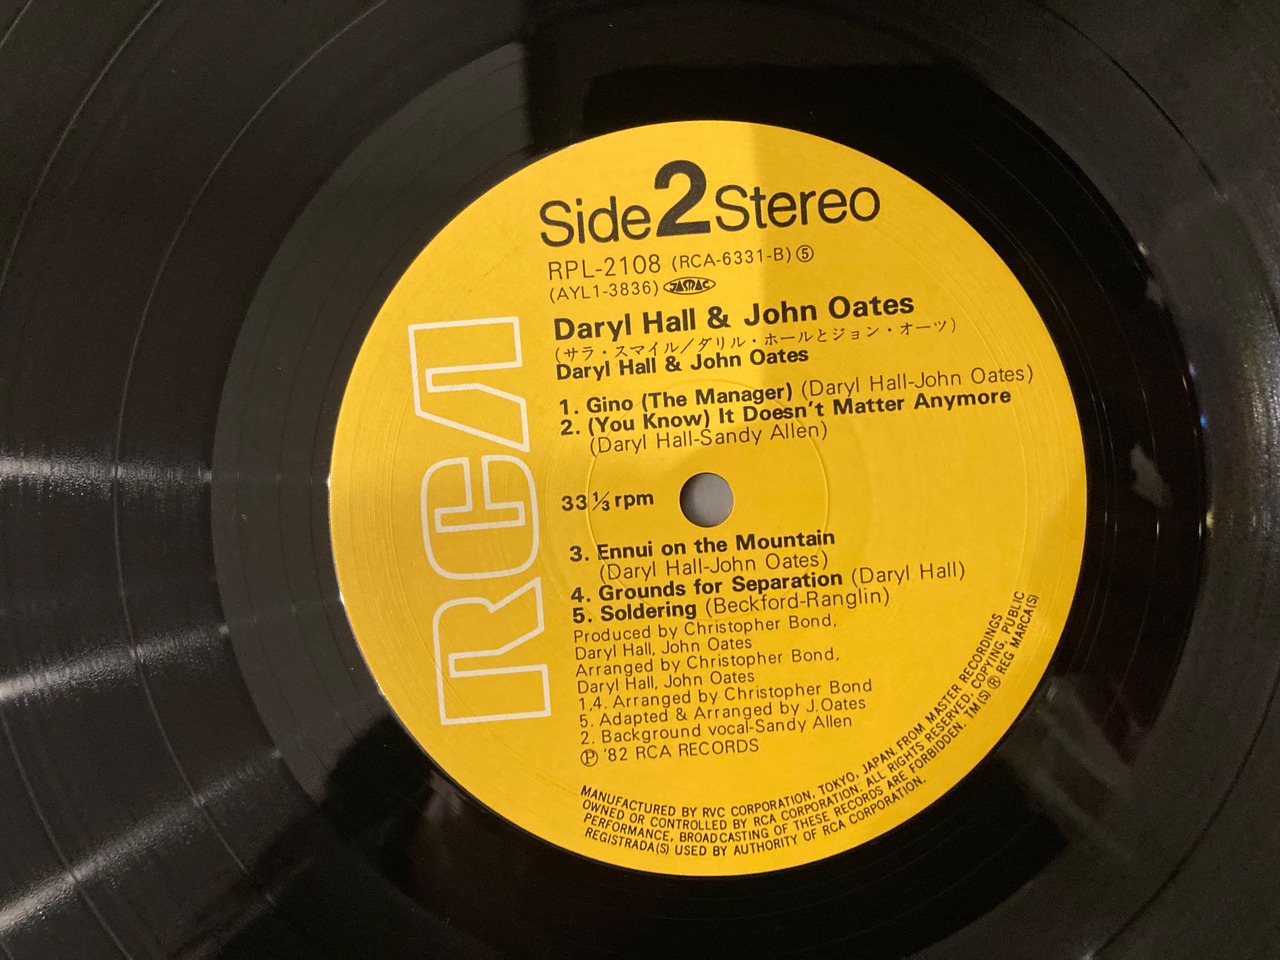 Side 2 Stereo
RPL-2108 (RCA-6331-B)⑤
(AYL1-3836) JASRAC
Daryl Hall & John Oates
(サラ・スマイル/ダリル・ホールとジョン・オーツ)
Daryl Hall & John Oates
1. Gino (The Manager) (Daryl Hall-John Oates)
2. (You Know) It Doesn't Matter Anymore
(Daryl Hall-Sandy Allen)
33 1/3 rpm
3. Ennui on the Mountain
(Daryl Hall-John Oates)
4. Grounds for Separation (Daryl Hall)
5. Soldering (Beckford-Ranglin)
Produced by Christopher Bond,
Daryl Hall, John Oates
Arranged by Christopher Bond,
Daryl Hall, John Oates
1,4. Arranged by Christopher Bond
5. Adapted & Arranged by J.Oates
2. Background vocal-Sandy Allen
Ⓟ '82 RCA RECORDS
RCA
MANUFACTURED BY RVC CORPORATION, TOKYO, JAPAN. FROM MASTER RECORDINGS
OWNED OR CONTROLLED BY RCA CORPORATION. ALL RIGHTS RESERVED. COPYING, PUBLIC
PERFORMANCE, BROADCASTING OF THESE RECORDS ARE FORBIDDEN. TM(S) ® REG MARCA(S)
REGISTRADA(S) USED BY AUTHORITY OF RCA CORPORATION.